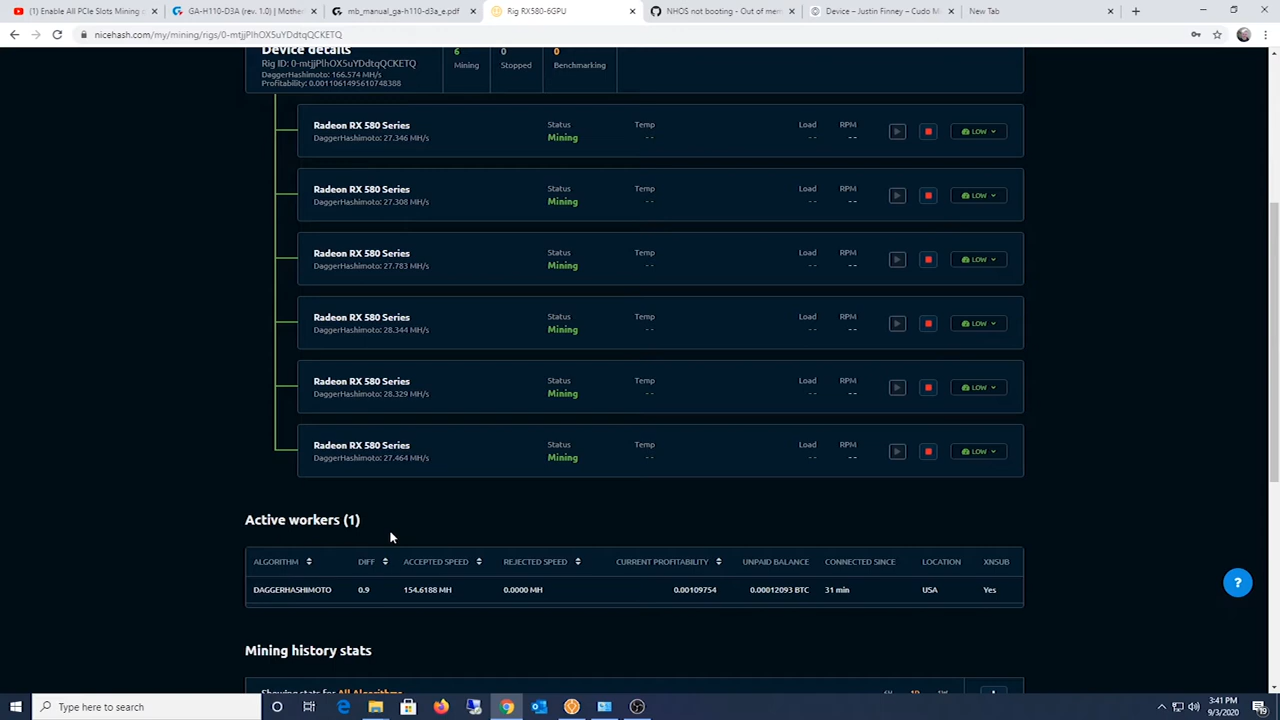 (1) Enable All PCIe Slots Mining o
GA-H110-D3A (rev. 1.0) | Mother
mb_manual_ga-h110-d3a_e.pdf
Rig RX580-6GPU
NHOS not booting - Out of mem
Device – Justin Finney – Cudo M
New Tab
nicehash.com/my/mining/rigs/0-mtjjPlhOX5uYDdtqQCKETQ
Device details
Rig ID: 0-mtjjPlhOX5uYDdtqQCKETQ
DaggerHashimoto: 166.574 MH/s
Profitability: 0.0011061495610748388
6
Mining
0
Stopped
0
Benchmarking
Radeon RX 580 Series
DaggerHashimoto: 27.346 MH/s
Status
Mining
Temp
- -
Load
- -
RPM
- -
LOW
Radeon RX 580 Series
DaggerHashimoto: 27.308 MH/s
Status
Mining
Temp
- -
Load
- -
RPM
- -
LOW
Radeon RX 580 Series
DaggerHashimoto: 27.783 MH/s
Status
Mining
Temp
- -
Load
- -
RPM
- -
LOW
Radeon RX 580 Series
DaggerHashimoto: 28.344 MH/s
Status
Mining
Temp
- -
Load
- -
RPM
- -
LOW
Radeon RX 580 Series
DaggerHashimoto: 28.329 MH/s
Status
Mining
Temp
- -
Load
- -
RPM
- -
LOW
Radeon RX 580 Series
DaggerHashimoto: 27.464 MH/s
Status
Mining
Temp
- -
Load
- -
RPM
- -
LOW
Active workers (1)
ALGORITHM DIFF ACCEPTED SPEED REJECTED SPEED CURRENT PROFITABILITY UNPAID BALANCE CONNECTED SINCE LOCATION XNSUB
DAGGERHASHIMOTO 0.9 154.6188 MH 0.0000 MH 0.00109754 0.00012093 BTC 31 min USA Yes
?
Mining history stats
Showing stats for All Algorithms
Type here to search
3:41 PM
9/3/2020